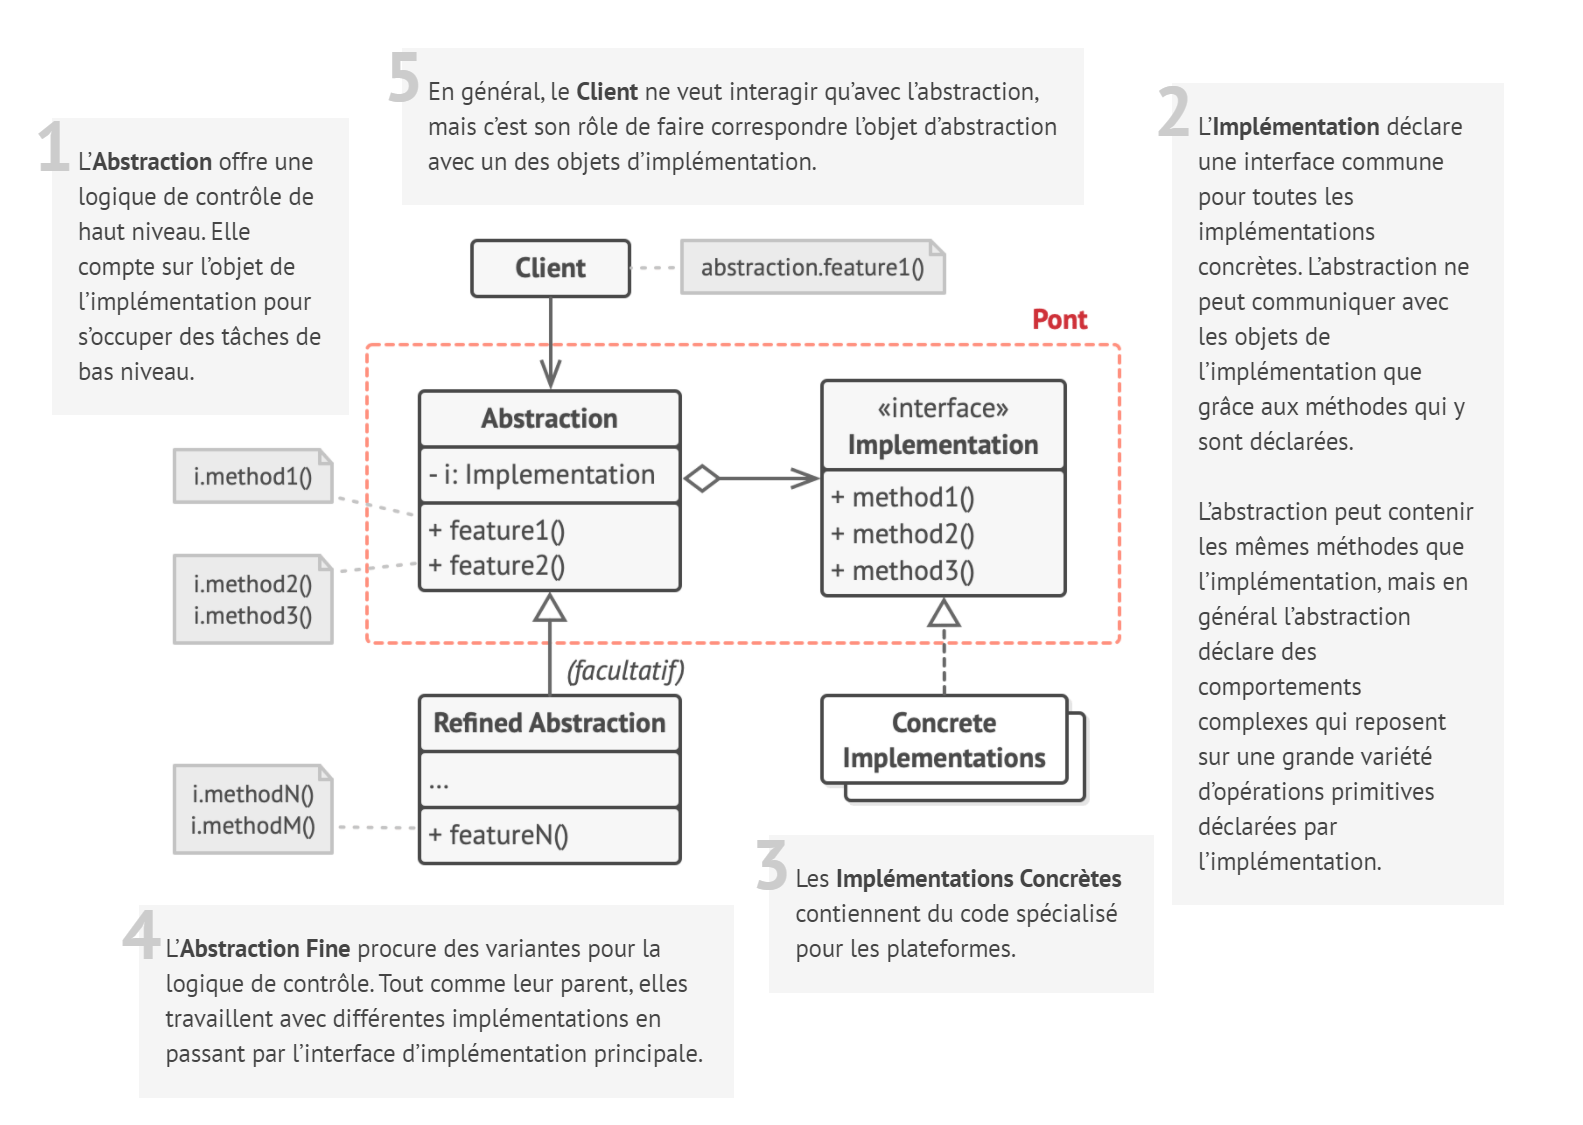 5
En général, le Client ne veut interagir qu’avec l’abstraction,
mais c’est son rôle de faire correspondre l’objet d’abstraction
avec un des objets d’implémentation.
1
L’Abstraction offre une
logique de contrôle de
haut niveau. Elle
compte sur l’objet de
l’implémentation pour
s’occuper des tâches de
bas niveau.
2
L’Implémentation déclare
une interface commune
pour toutes les
implémentations
concrètes. L’abstraction ne
peut communiquer avec
les objets de
l’implémentation que
grâce aux méthodes qui y
sont déclarées.
L’abstraction peut contenir
les mêmes méthodes que
l’implémentation, mais en
général l’abstraction
déclare des
comportements
complexes qui reposent
sur une grande variété
d’opérations primitives
déclarées par
l’implémentation.
Client
abstraction.feature1()
Pont
Abstraction
- i: Implementation
+ feature1()
+ feature2()
«interface»
Implementation
+ method1()
+ method2()
+ method3()
i.method1()
i.method2()
i.method3()
(facultatif)
Refined Abstraction
...
+ featureN()
i.methodN()
i.methodM()
Concrete
Implementations
3
Les Implémentations Concrètes
contiennent du code spécialisé
pour les plateformes.
4
L’Abstraction Fine procure des variantes pour la
logique de contrôle. Tout comme leur parent, elles
travaillent avec différentes implémentations en
passant par l’interface d’implémentation principale.